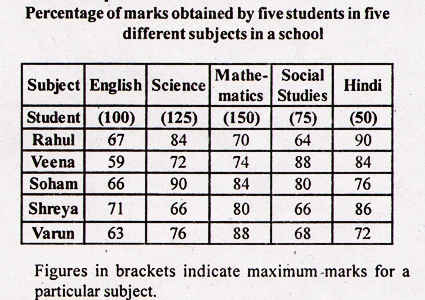 Percentage of marks obtained by five students in five
different subjects in a school
Subject English Science Mathe- matics Social Studies Hindi
Student (100) (125) (150) (75) (50)
Rahul 67 84 70 64 90
Veena 59 72 74 88 84
Soham 66 90 84 80 76
Shreya 71 66 80 66 86
Varun 63 76 88 68 72
Figures in brackets indicate maximum marks for a
particular subject.